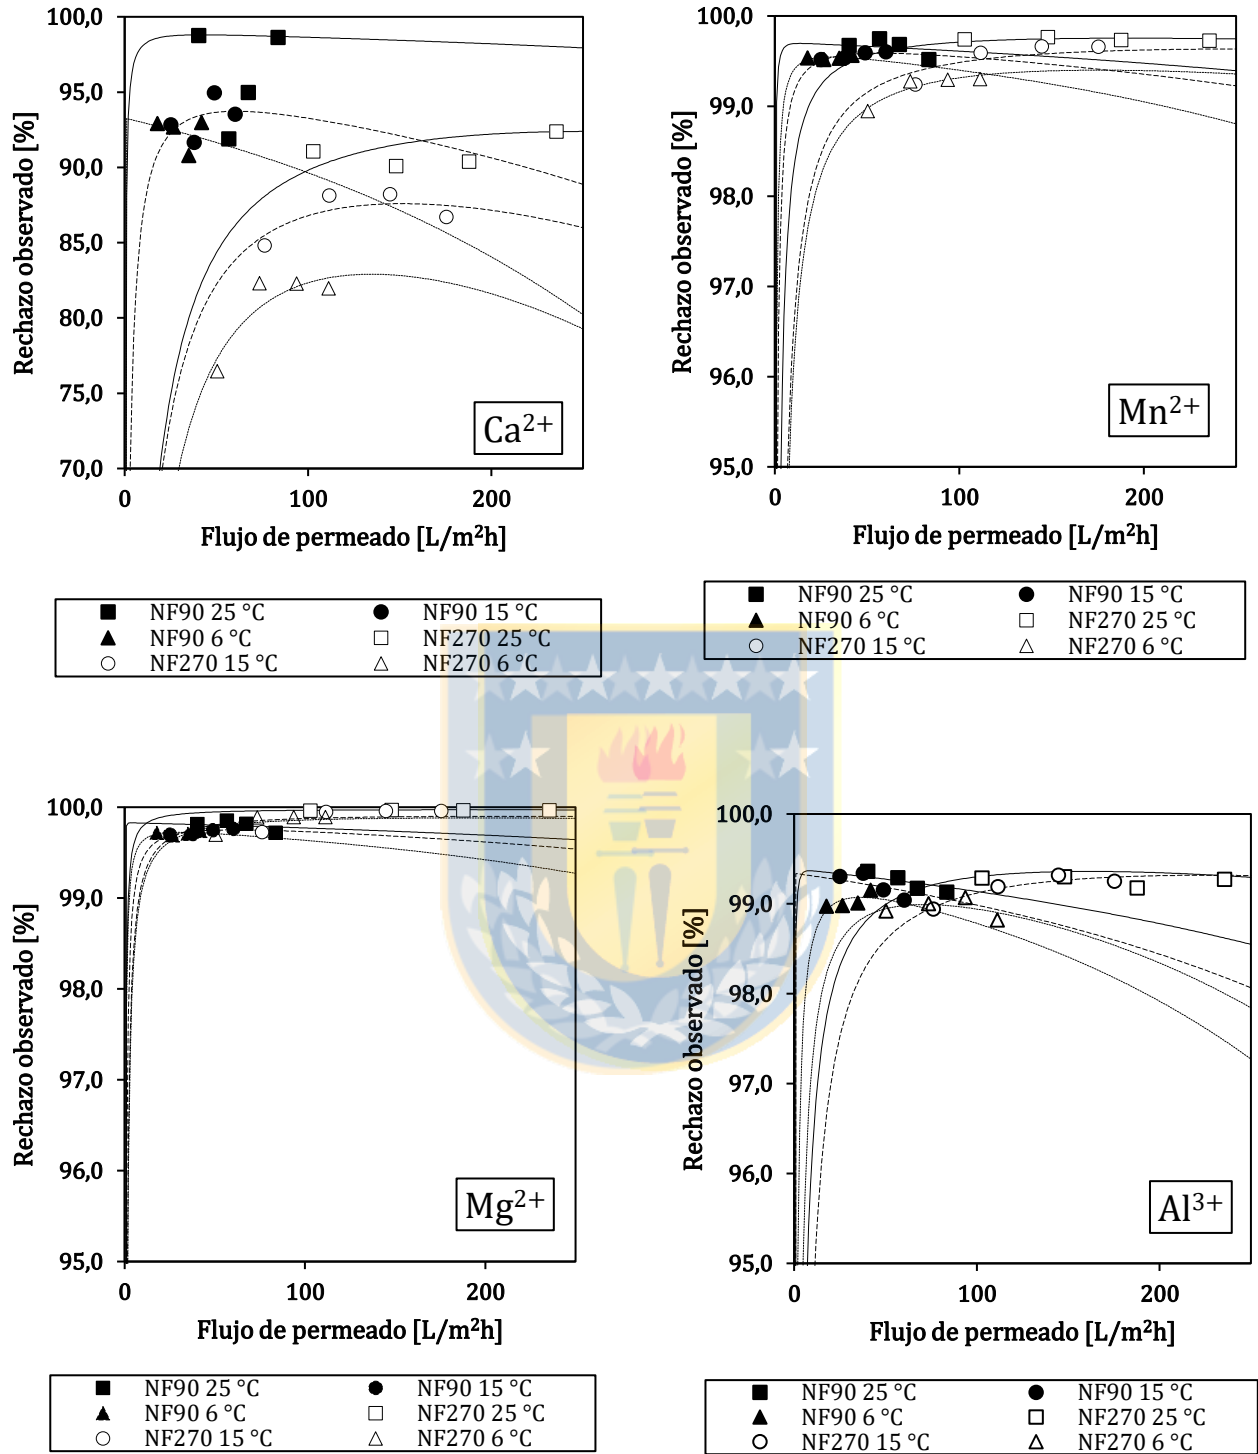 100,0
95,0
90,0
85,0
80,0
75,0
70,0
Rechazo observado [%]
Ca²⁺
0
100
200
Flujo de permeado [L/m²h]
NF90 25 °C
NF90 15 °C
NF90 6 °C
NF270 25 °C
NF270 15 °C
NF270 6 °C
100,0
99,0
98,0
97,0
96,0
95,0
Rechazo observado [%]
Mn²⁺
0
100
200
Flujo de permeado [L/m²h]
NF90 25 °C
NF90 15 °C
NF90 6 °C
NF270 25 °C
NF270 15 °C
NF270 6 °C
100,0
99,0
98,0
97,0
96,0
95,0
Rechazo observado [%]
Mg²⁺
0
100
200
Flujo de permeado [L/m²h]
NF90 25 °C
NF90 15 °C
NF90 6 °C
NF270 25 °C
NF270 15 °C
NF270 6 °C
100,0
99,0
98,0
97,0
96,0
95,0
Rechazo observado [%]
Al³⁺
0
100
200
Flujo de permeado [L/m²h]
NF90 25 °C
NF90 15 °C
NF90 6 °C
NF270 25 °C
NF270 15 °C
NF270 6 °C